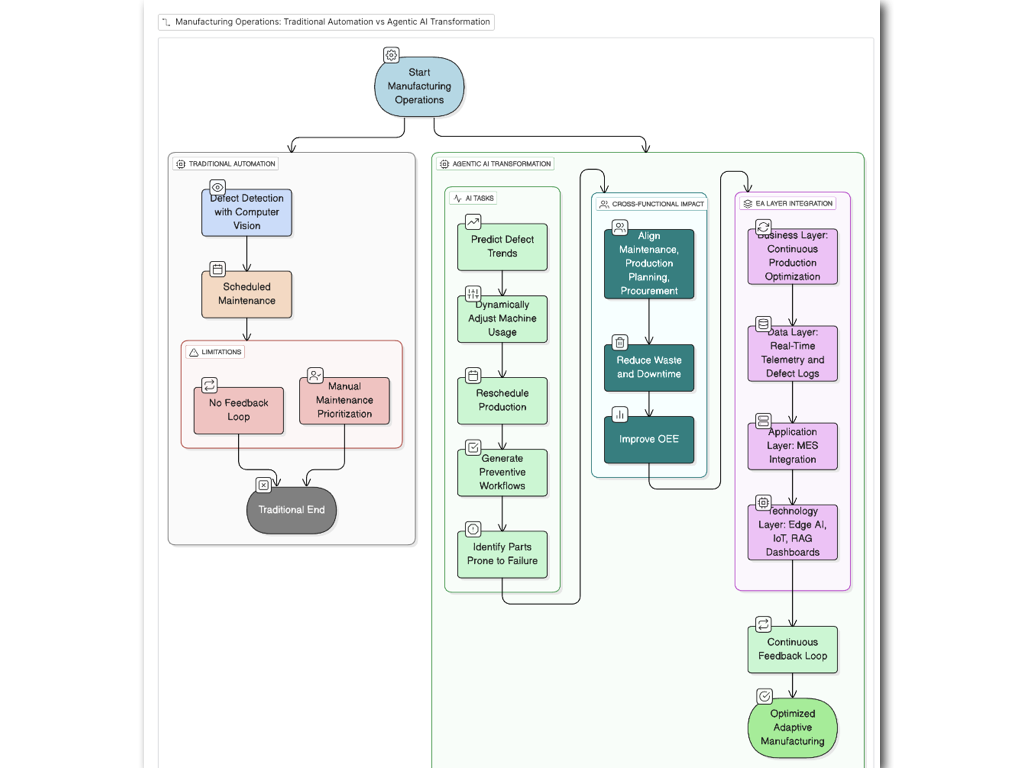 Manufacturing Operations: Traditional Automation vs Agentic AI Transformation
Start
Manufacturing
Operations
TRADITIONAL AUTOMATION
Defect Detection
with Computer
Vision
Scheduled
Maintenance
LIMITATIONS
No Feedback
Loop
Manual
Maintenance
Prioritization
Traditional End
AGENTIC AI TRANSFORMATION
AI TASKS
Predict Defect
Trends
Dynamically
Adjust Machine
Usage
Reschedule
Production
Generate
Preventive
Workflows
Identify Parts
Prone to Failure
CROSS-FUNCTIONAL IMPACT
Align
Maintenance,
Production
Planning,
Procurement
Reduce Waste
and Downtime
Improve OEE
EA LAYER INTEGRATION
Business Layer:
Continuous
Production
Optimization
Data Layer:
Real-Time
Telemetry and
Defect Logs
Application
Layer: MES
Integration
Technology
Layer: Edge AI,
IoT, RAG
Dashboards
Continuous
Feedback Loop
Optimized
Adaptive
Manufacturing